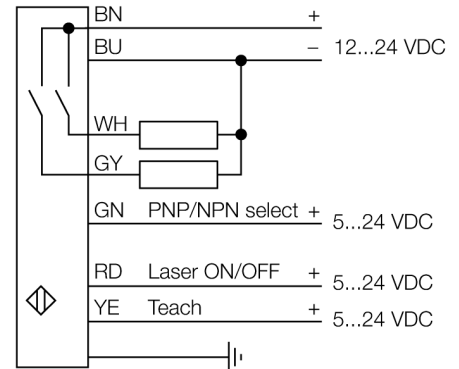 BN +
BU – 12...24 VDC
WH
GY
GN PNP/NPN select + 5...24 VDC
RD Laser ON/OFF + 5...24 VDC
YE Teach + 5...24 VDC